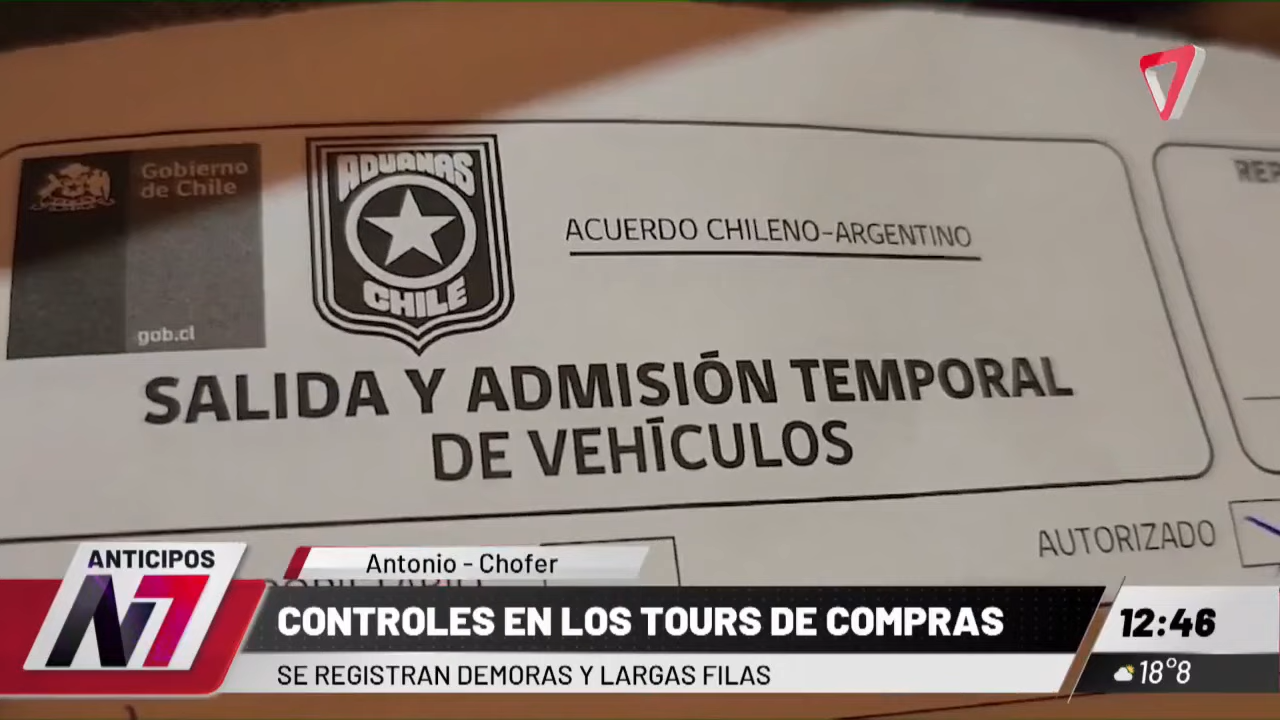 Gobierno
de Chile
gob.cl
ADUANAS
CHILE
ACUERDO CHILENO-ARGENTINO
SALIDA Y ADMISIÓN TEMPORAL
DE VEHÍCULOS
AUTORIZADO
ANTICIPOS
N7
Antonio - Chofer
CONTROLES EN LOS TOURS DE COMPRAS
SE REGISTRAN DEMORAS Y LARGAS FILAS
12:46
18°8